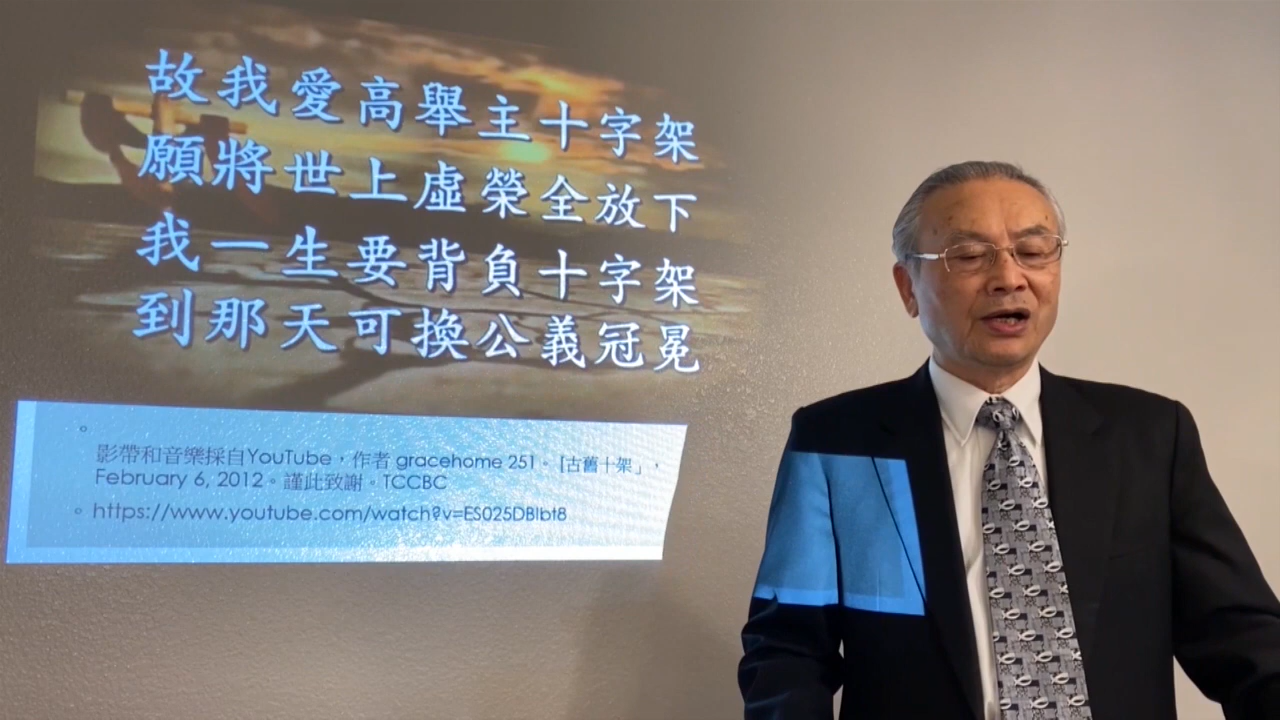 故我愛高舉主十字架
願將世上虛榮全放下
我一生要背負十字架
到那天可換公義冠冕
影帶和音樂採自YouTube，作者 gracehome 251。「古舊十架」，
February 6, 2012。謹此致謝。TCCBC
https://www.youtube.com/watch?v=ES025DBIbt8